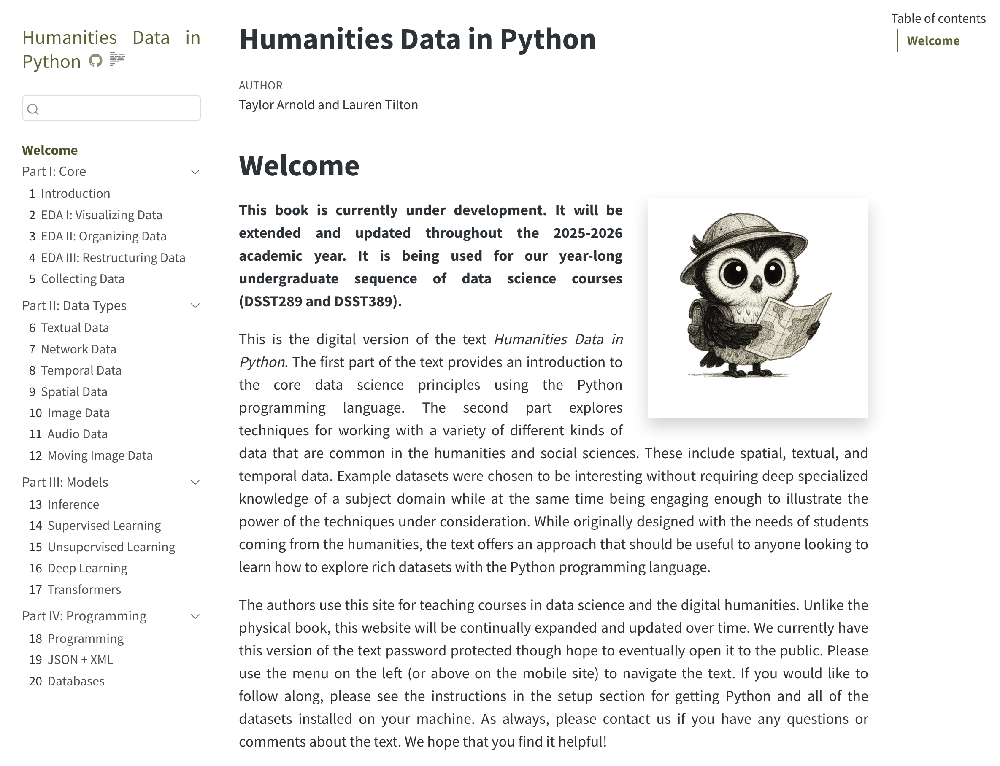 Humanities Data in
Python
Welcome
Part I: Core
1 Introduction
2 EDA I: Visualizing Data
3 EDA II: Organizing Data
4 EDA III: Restructuring Data
5 Collecting Data
Part II: Data Types
6 Textual Data
7 Network Data
8 Temporal Data
9 Spatial Data
10 Image Data
11 Audio Data
12 Moving Image Data
Part III: Models
13 Inference
14 Supervised Learning
15 Unsupervised Learning
16 Deep Learning
17 Transformers
Part IV: Programming
18 Programming
19 JSON + XML
20 Databases
Humanities Data in Python
AUTHOR
Taylor Arnold and Lauren Tilton
Welcome
This book is currently under development. It will be
extended and updated throughout the 2025-2026
academic year. It is being used for our year-long
undergraduate sequence of data science courses
(DSST289 and DSST389).
This is the digital version of the text Humanities Data in
Python. The first part of the text provides an introduction to
the core data science principles using the Python
programming language. The second part explores
techniques for working with a variety of different kinds of
data that are common in the humanities and social sciences. These include spatial, textual, and
temporal data. Example datasets were chosen to be interesting without requiring deep specialized
knowledge of a subject domain while at the same time being engaging enough to illustrate the
power of the techniques under consideration. While originally designed with the needs of students
coming from the humanities, the text offers an approach that should be useful to anyone looking to
learn how to explore rich datasets with the Python programming language.
The authors use this site for teaching courses in data science and the digital humanities. Unlike the
physical book, this website will be continually expanded and updated over time. We currently have
this version of the text password protected though hope to eventually open it to the public. Please
use the menu on the left (or above on the mobile site) to navigate the text. If you would like to
follow along, please see the instructions in the setup section for getting Python and all of the
datasets installed on your machine. As always, please contact us if you have any questions or
comments about the text. We hope that you find it helpful!
Table of contents
Welcome